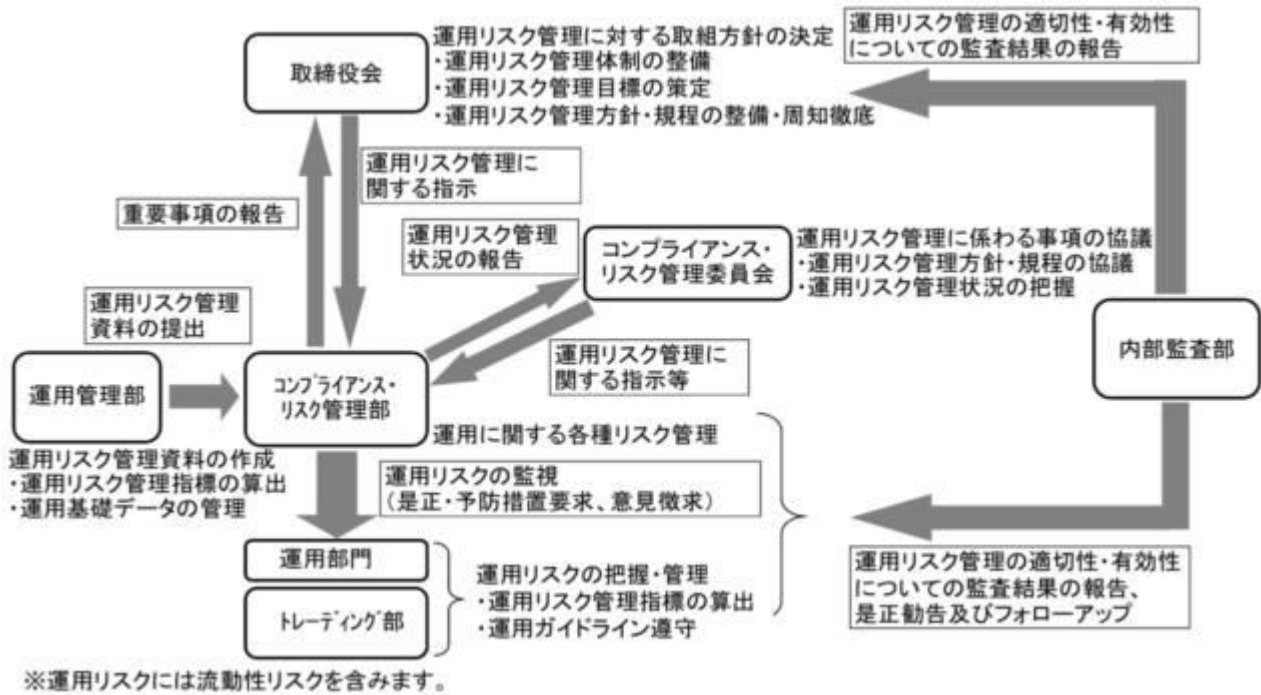 取締役会
運用リスク管理に対する取組方針の決定
・運用リスク管理体制の整備
・運用リスク管理目標の策定
・運用リスク管理方針・規程の整備・周知徹底
運用リスク管理の適切性・有効性
についての監査結果の報告
運用リスク管理に
関する指示
重要事項の報告
運用リスク管理
状況の報告
コンプライアンス・
リスク管理委員会
運用リスク管理に係わる事項の協議
・運用リスク管理方針・規程の協議
・運用リスク管理状況の把握
運用リスク管理
資料の提出
運用リスク管理に
関する指示等
内部監査部
運用管理部
コンプライアンス・
リスク管理部
運用に関する各種リスク管理
運用リスク管理資料の作成
・運用リスク管理指標の算出
・運用基礎データの管理
運用リスクの監視
(是正・予防措置要求、意見徴求)
運用部門
トレーディング部
運用リスクの把握・管理
・運用リスク管理指標の算出
・運用ガイドライン遵守
運用リスク管理の適切性・有効性
についての監査結果の報告、
是正勧告及びフォローアップ
※運用リスクには流動性リスクを含みます。